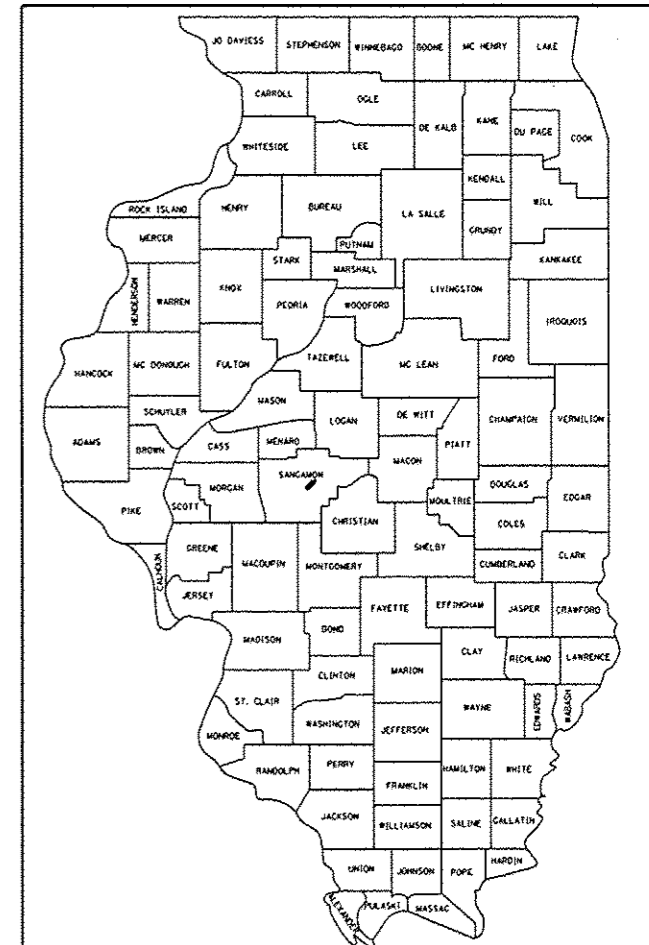 JO DAVIESS
STEPHENSON
WINNEBAGO
BOONE
MC HENRY
LAKE
CARROLL
OGLE
DE KALB
KANE
DU PAGE
COOK
WHITESIDE
LEE
KENDALL
WILL
ROCK ISLAND
HENRY
BUREAU
LA SALLE
GRUNDY
MERCER
PUTNAM
KANKAKEE
STARK
MARSHALL
HENDERSON
WARREN
KNOX
PEORIA
WOODFORD
LIVINGSTON
IROQUOIS
HANCOCK
MC DONOUGH
FULTON
TAZEWELL
MC LEAN
FORD
SCHUYLER
MASON
LOGAN
DE WITT
CHAMPAIGN
VERMILION
ADAMS
BROWN
CASS
MENARD
MACON
PIATT
PIKE
SCOTT
MORGAN
SANGAMON
CHRISTIAN
MOULTRIE
DOUGLAS
EDGAR
COLES
CALHOUN
GREENE
MACOUPIN
MONTGOMERY
SHELBY
CUMBERLAND
CLARK
JERSEY
FAYETTE
EFFINGHAM
JASPER
CRAWFORD
MADISON
BOND
CLAY
RICHLAND
LAWRENCE
CLINTON
MARION
ST. CLAIR
WAYNE
EDWARDS
WABASH
WASHINGTON
JEFFERSON
MONROE
RANDOLPH
PERRY
HAMILTON
WHITE
FRANKLIN
JACKSON
WILLIAMSON
SALINE
GALLATIN
UNION
JOHNSON
POPE
HARDIN
ALEXANDER
PULASKI
MASSAC